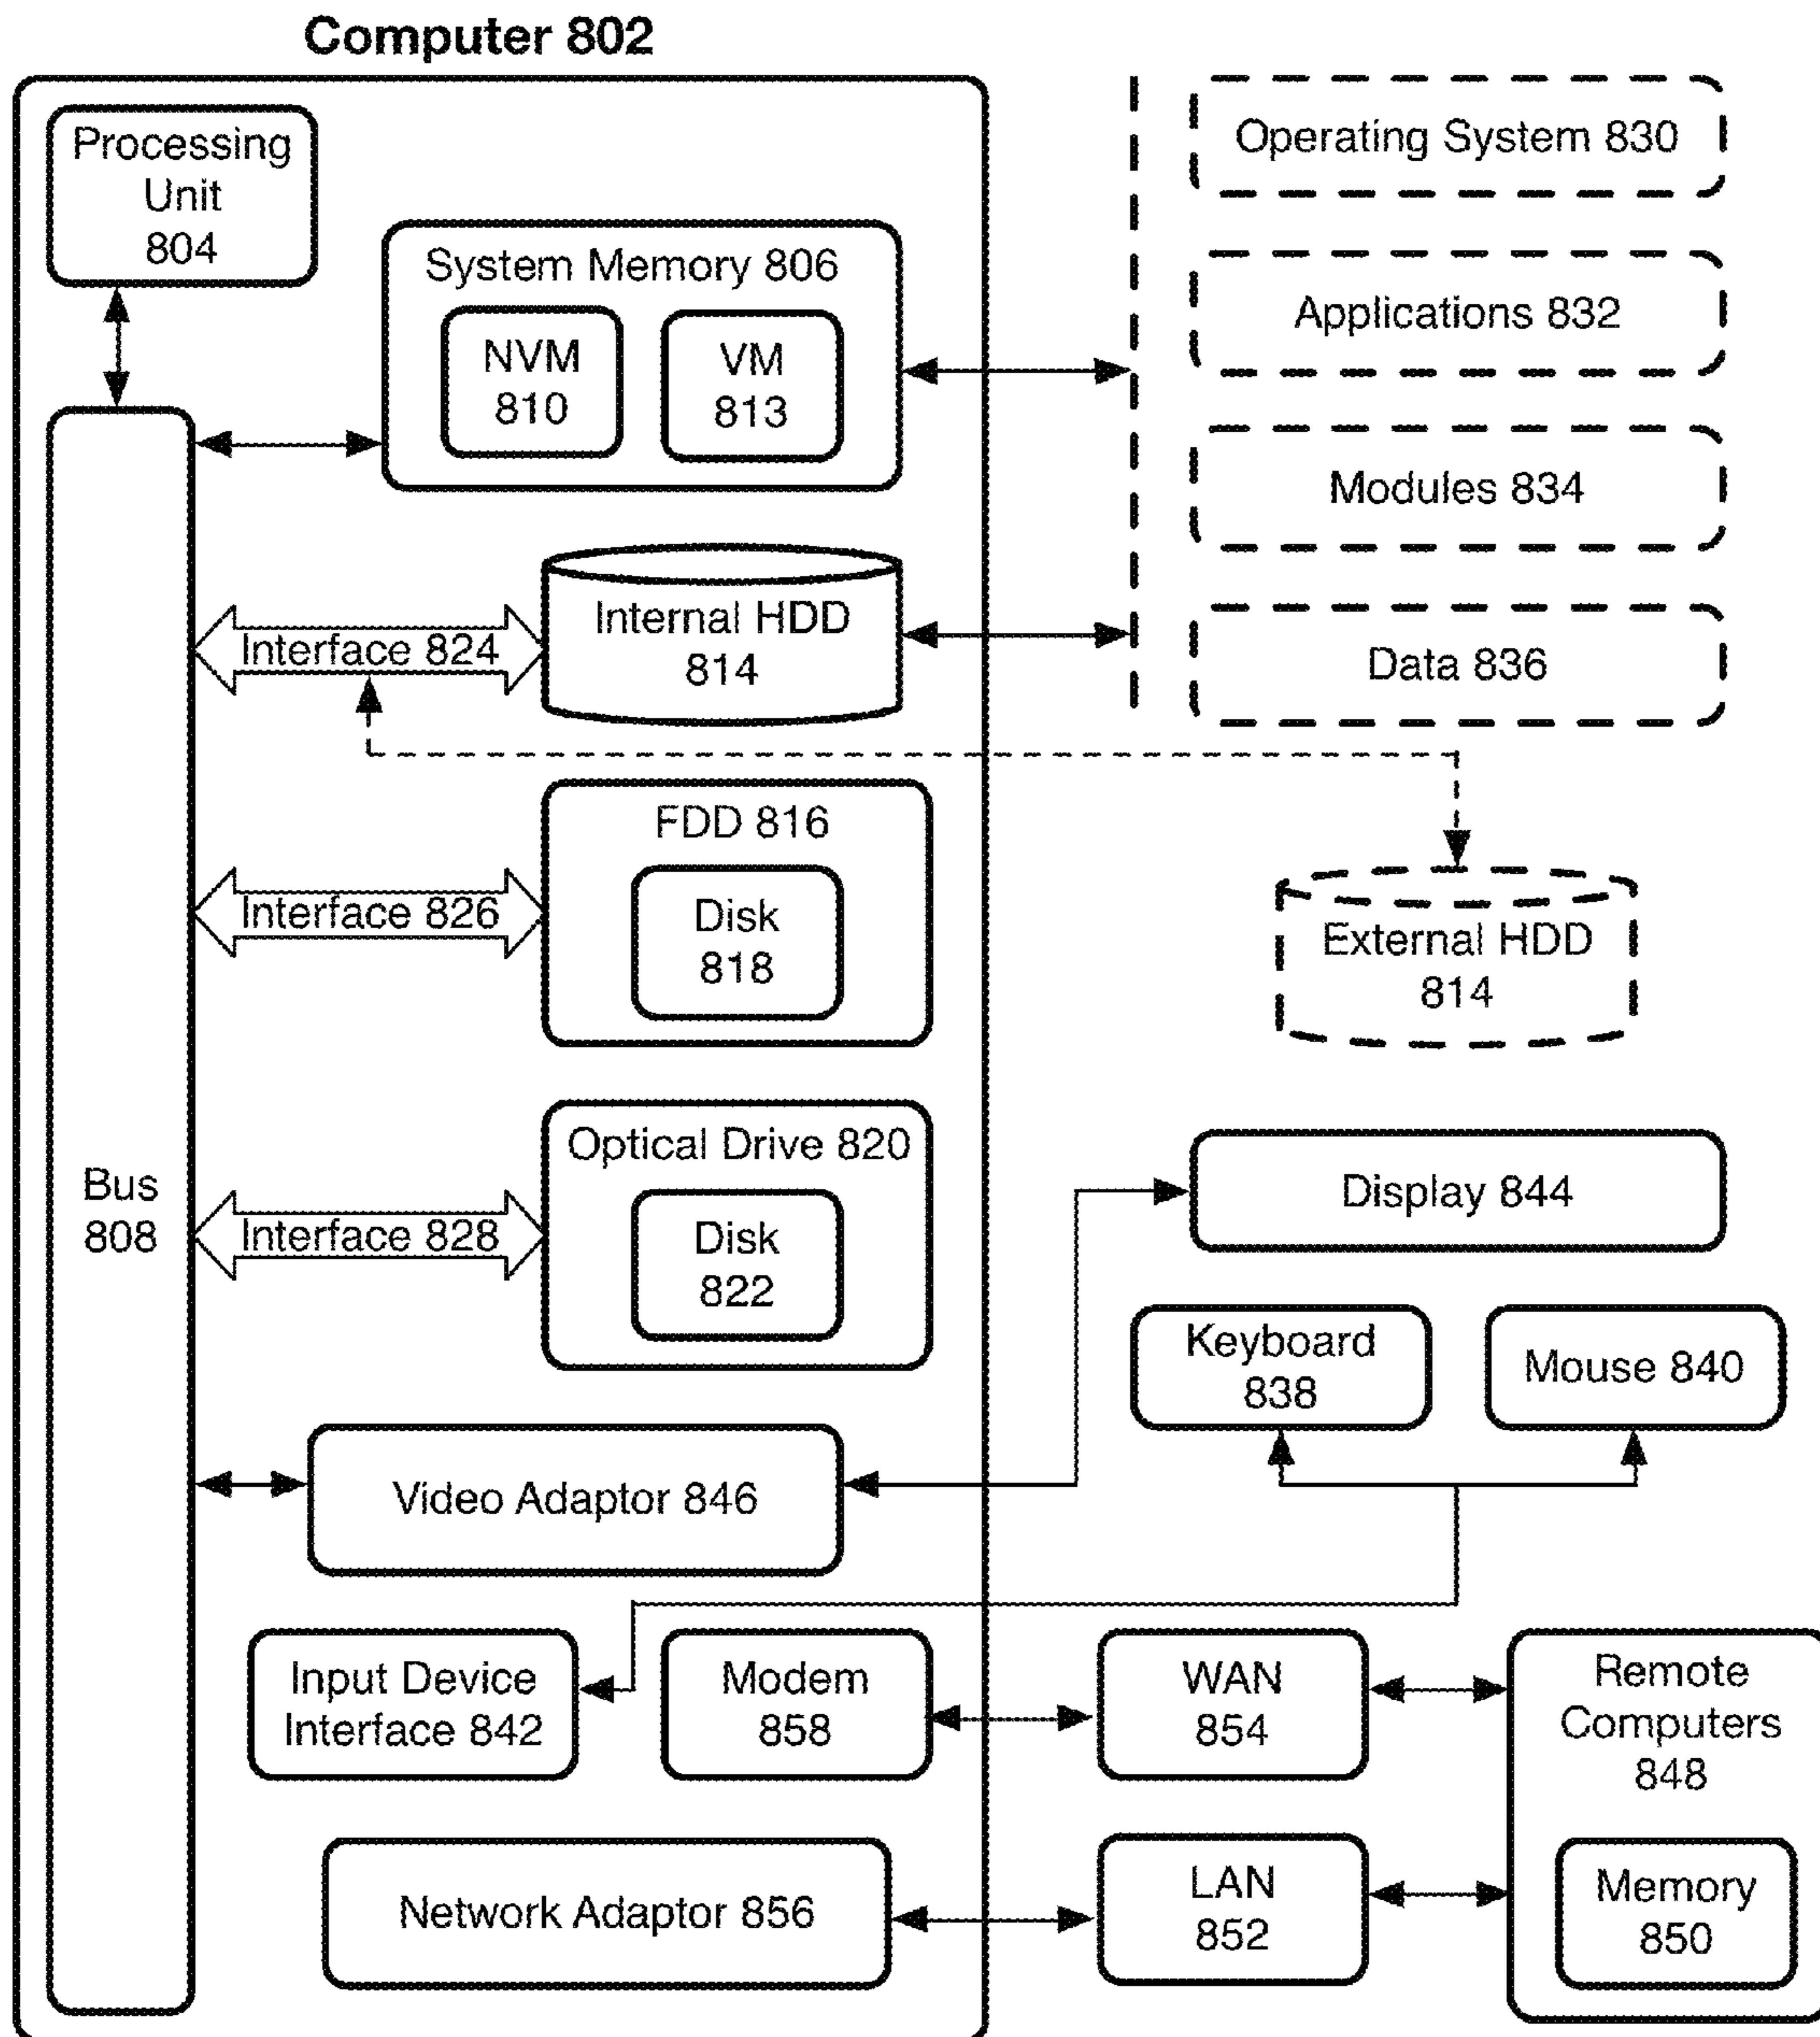 Computer 802
Processing
Unit
804
System Memory 806
NVM
810
VM
813
Operating System 830
Applications 832
Modules 834
Data 836
Interface 824
Internal HDD
814
External HDD
814
Interface 826
FDD 816
Disk
818
Bus
808
Interface 828
Optical Drive 820
Disk
822
Display 844
Keyboard
838
Mouse 840
Video Adaptor 846
Input Device
Interface 842
Modem
858
WAN
854
Remote
Computers
848
Network Adaptor 856
LAN
852
Memory
850